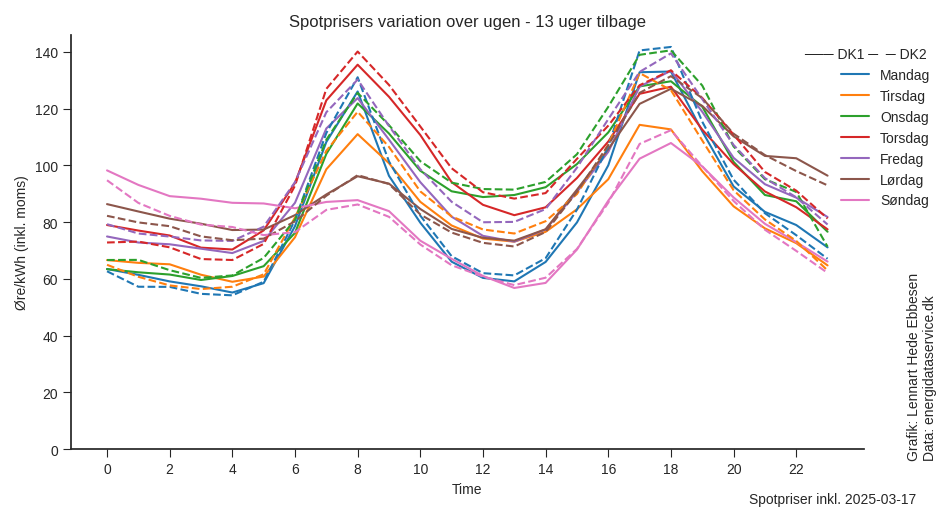 Spotprisers variation over ugen - 13 uger tilbage
DK1 DK2
Mandag
Tirsdag
Onsdag
Torsdag
Fredag
Lørdag
Søndag
Øre/kWh (inkl. moms)
140
120
100
80
60
40
20
0
0 2 4 6 8 10 12 14 16 18 20 22
Time
Grafik: Lennart Hede Ebbesen
Data: energidataservice.dk
Spotpriser inkl. 2025-03-17